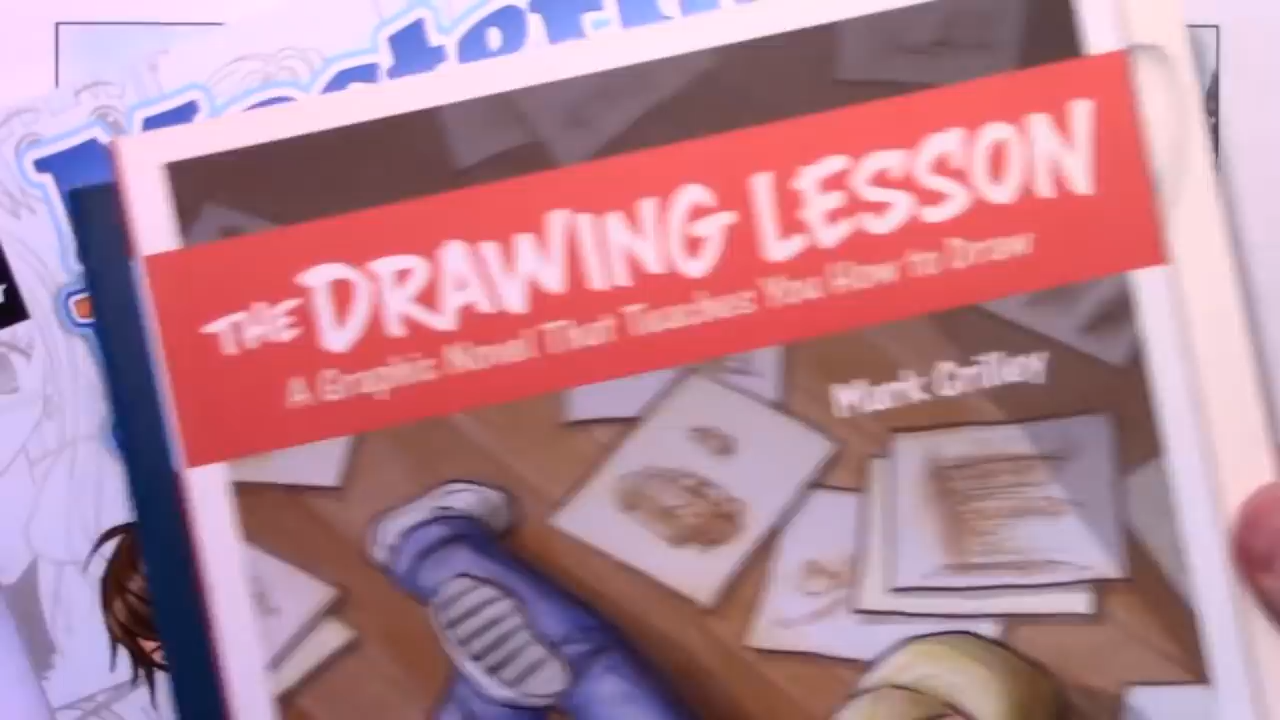 THE DRAWING LESSON
A Graphic Novel That Teaches You How to Draw
Mark Crilley